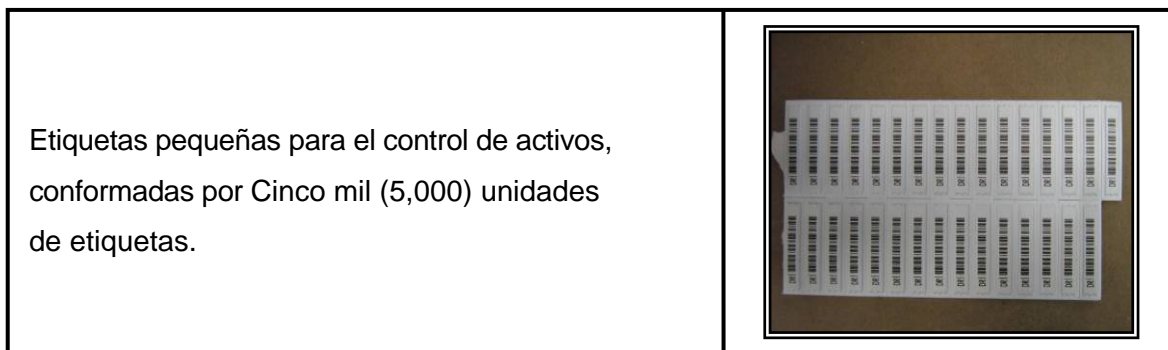 Etiquetas pequeñas para el control de activos,
conformadas por Cinco mil (5,000) unidades
de etiquetas.